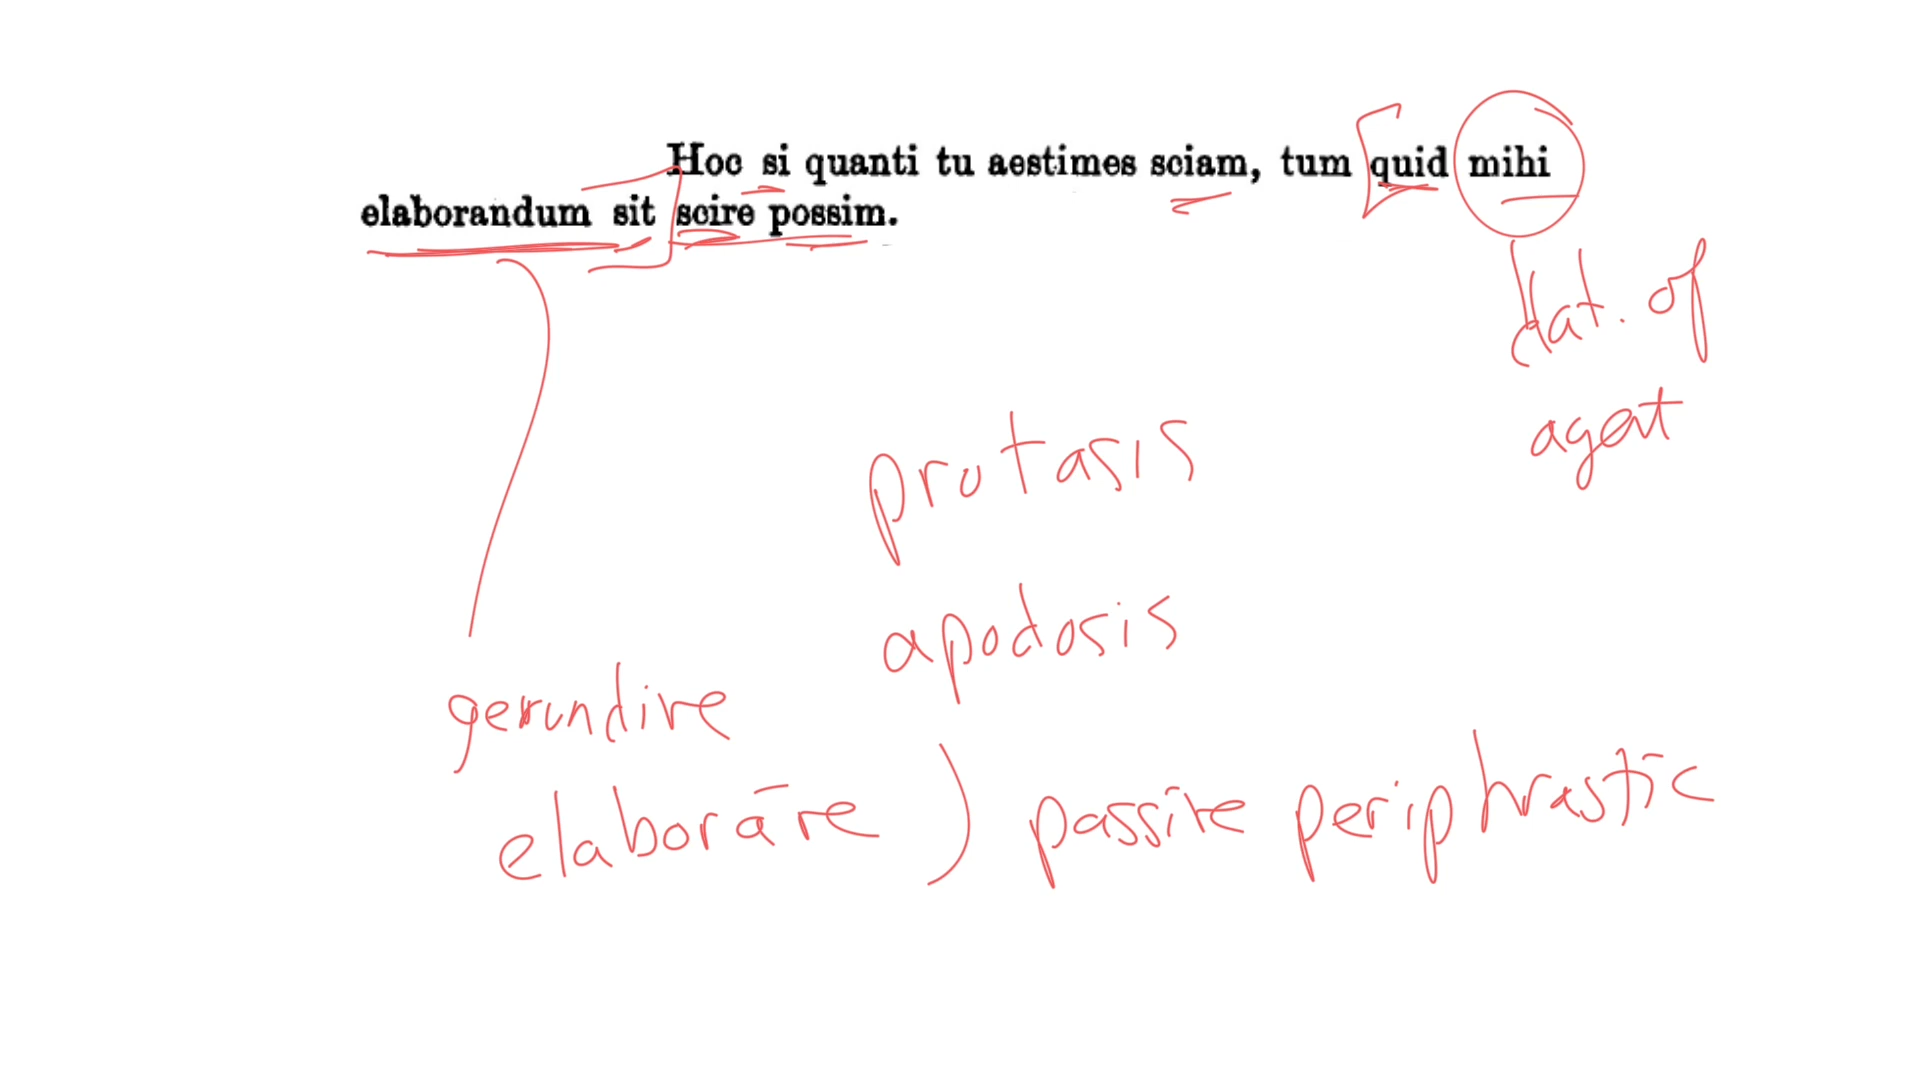 Hoc si quanti tu aestimes sciam, tum quid mihi
elaborandum sit scire possim.
dat. of
agent
protasis
apodosis
gerundive
elaborāre ) passive periphrastic